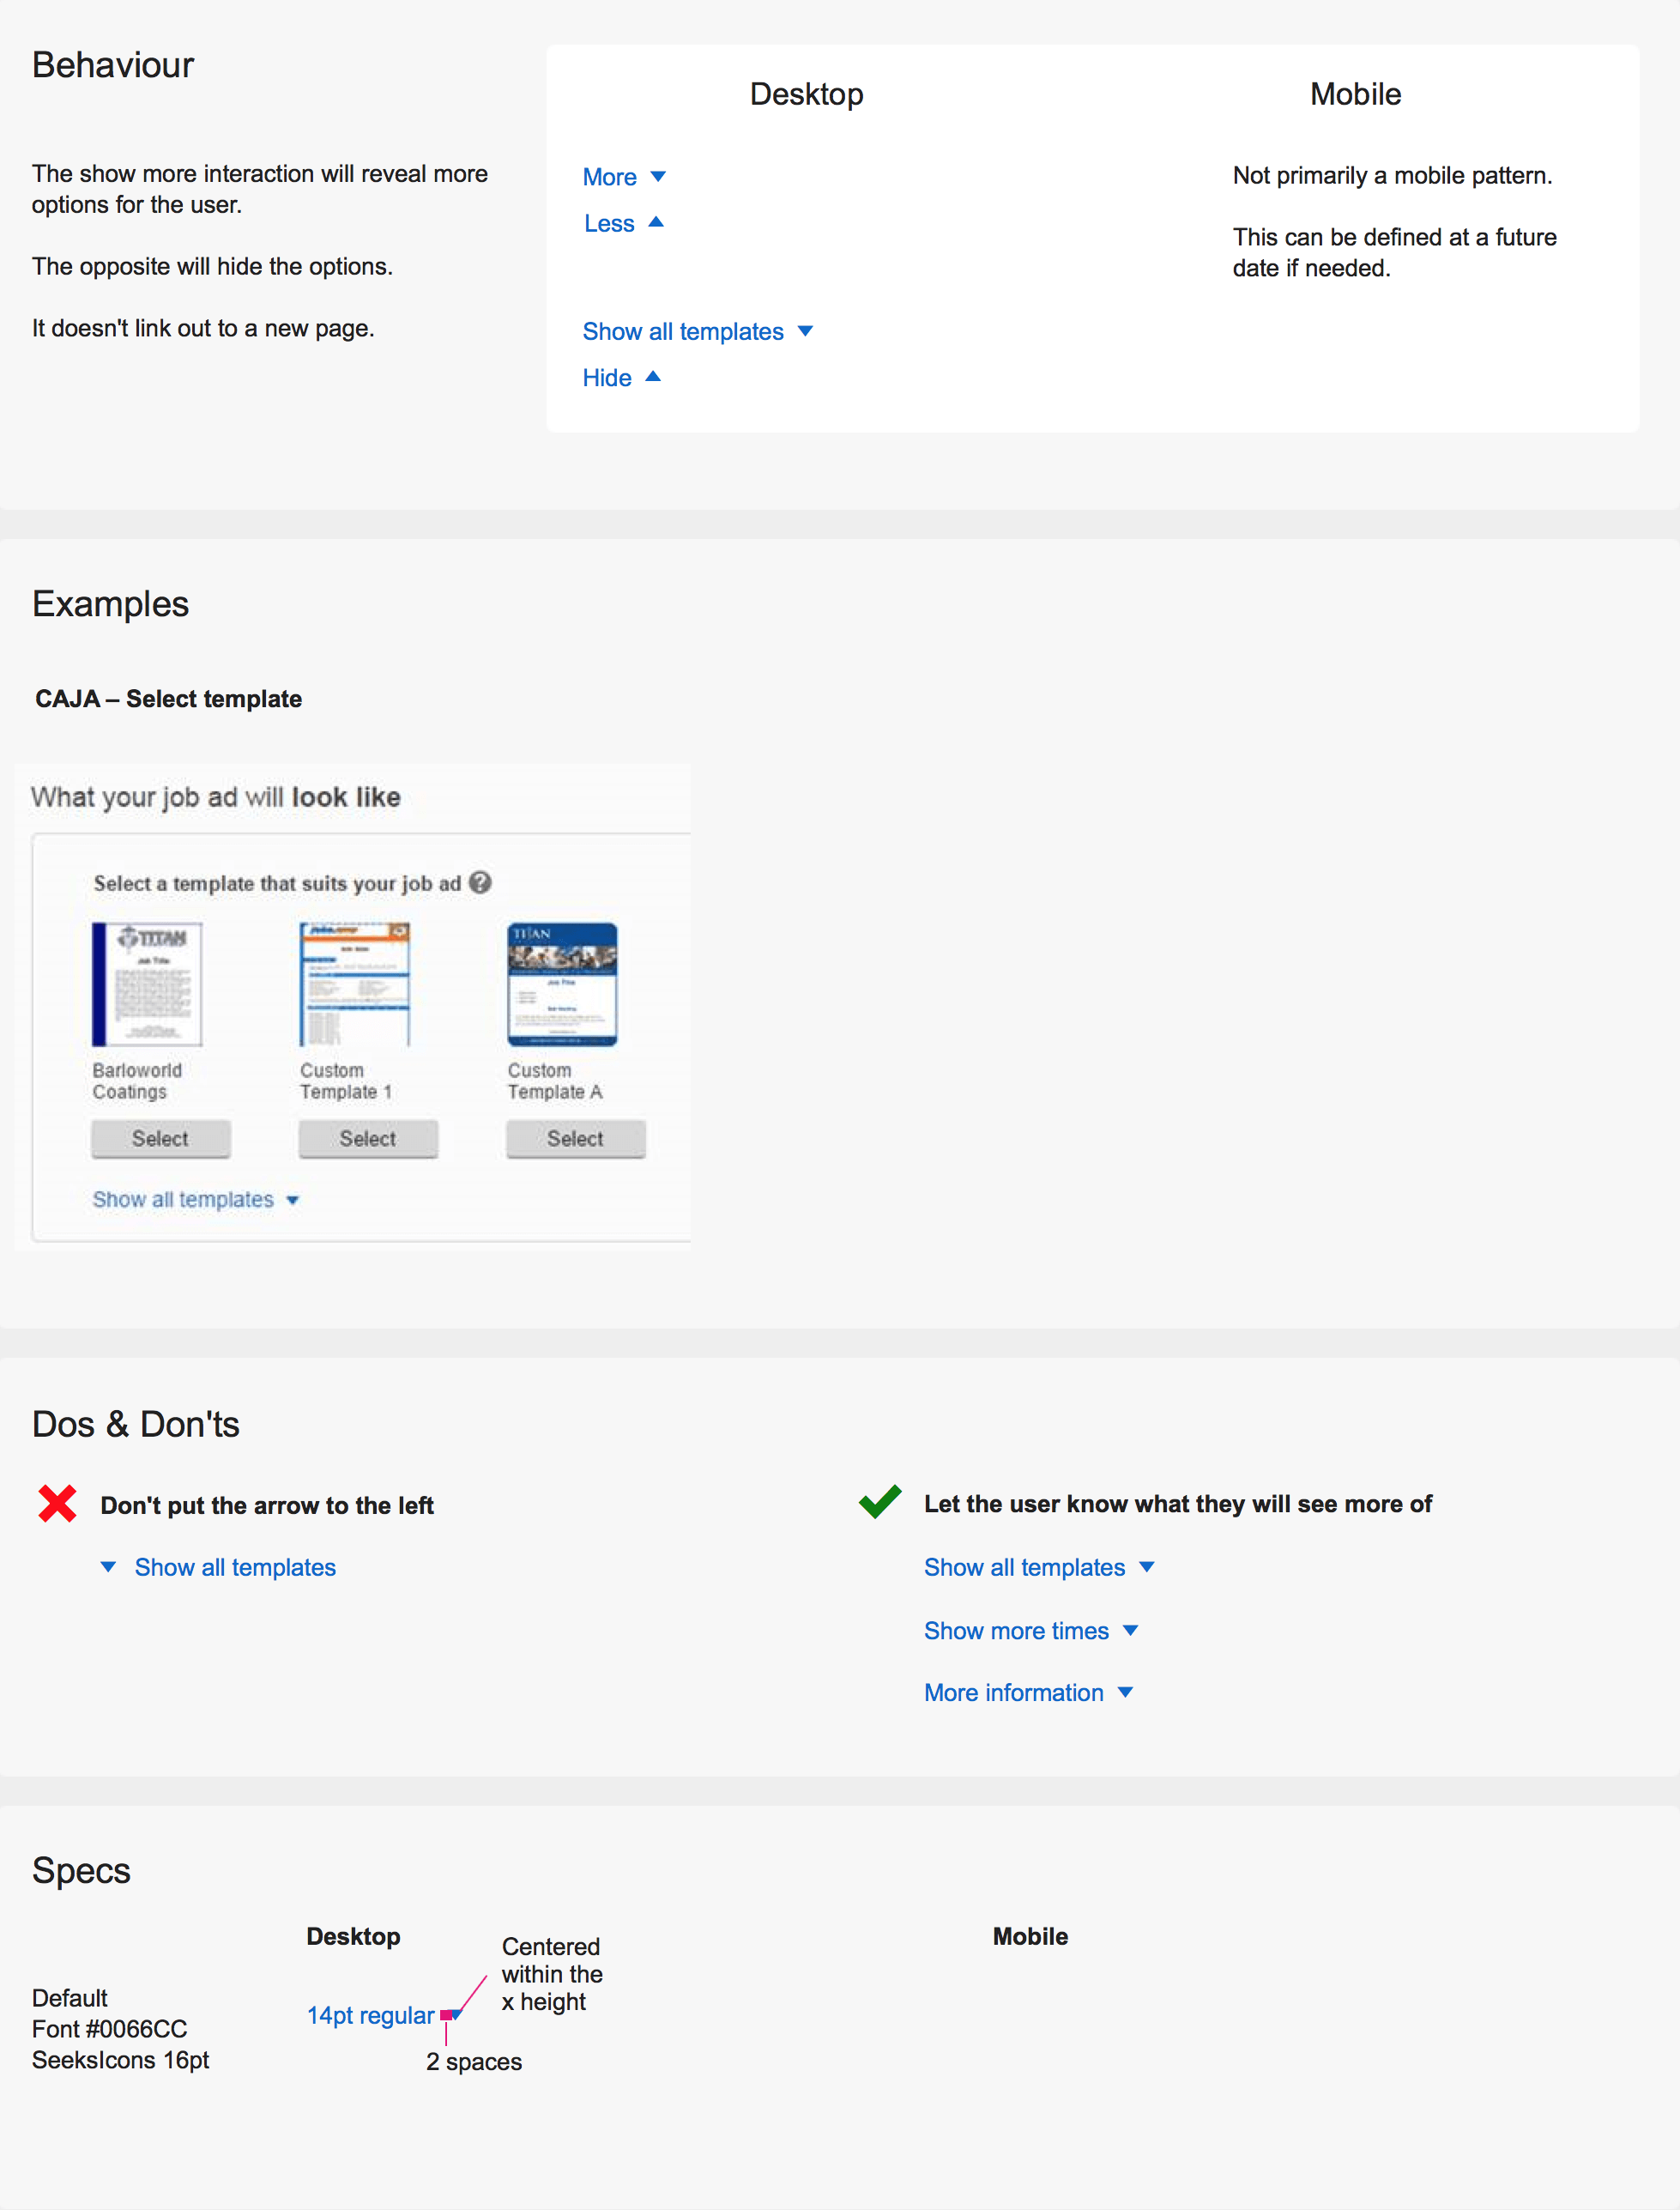 Behaviour
The show more interaction will reveal more
options for the user.
The opposite will hide the options.
It doesn't link out to a new page.
Desktop
More
Less
Show all templates
Hide
Mobile
Not primarily a mobile pattern.
This can be defined at a future
date if needed.
Examples
CAJA – Select template
What your job ad will look like
Select a template that suits your job ad ?
TITAN
Job Title
TITAN
Job Title
Barloworld
Coatings
Custom
Template 1
Custom
Template A
Select
Select
Select
Show all templates
Dos & Don'ts
Don't put the arrow to the left
Show all templates
Let the user know what they will see more of
Show all templates
Show more times
More information
Specs
Default
Font #0066CC
SeeksIcons 16pt
Desktop
14pt regular
Centered
within the
x height
2 spaces
Mobile